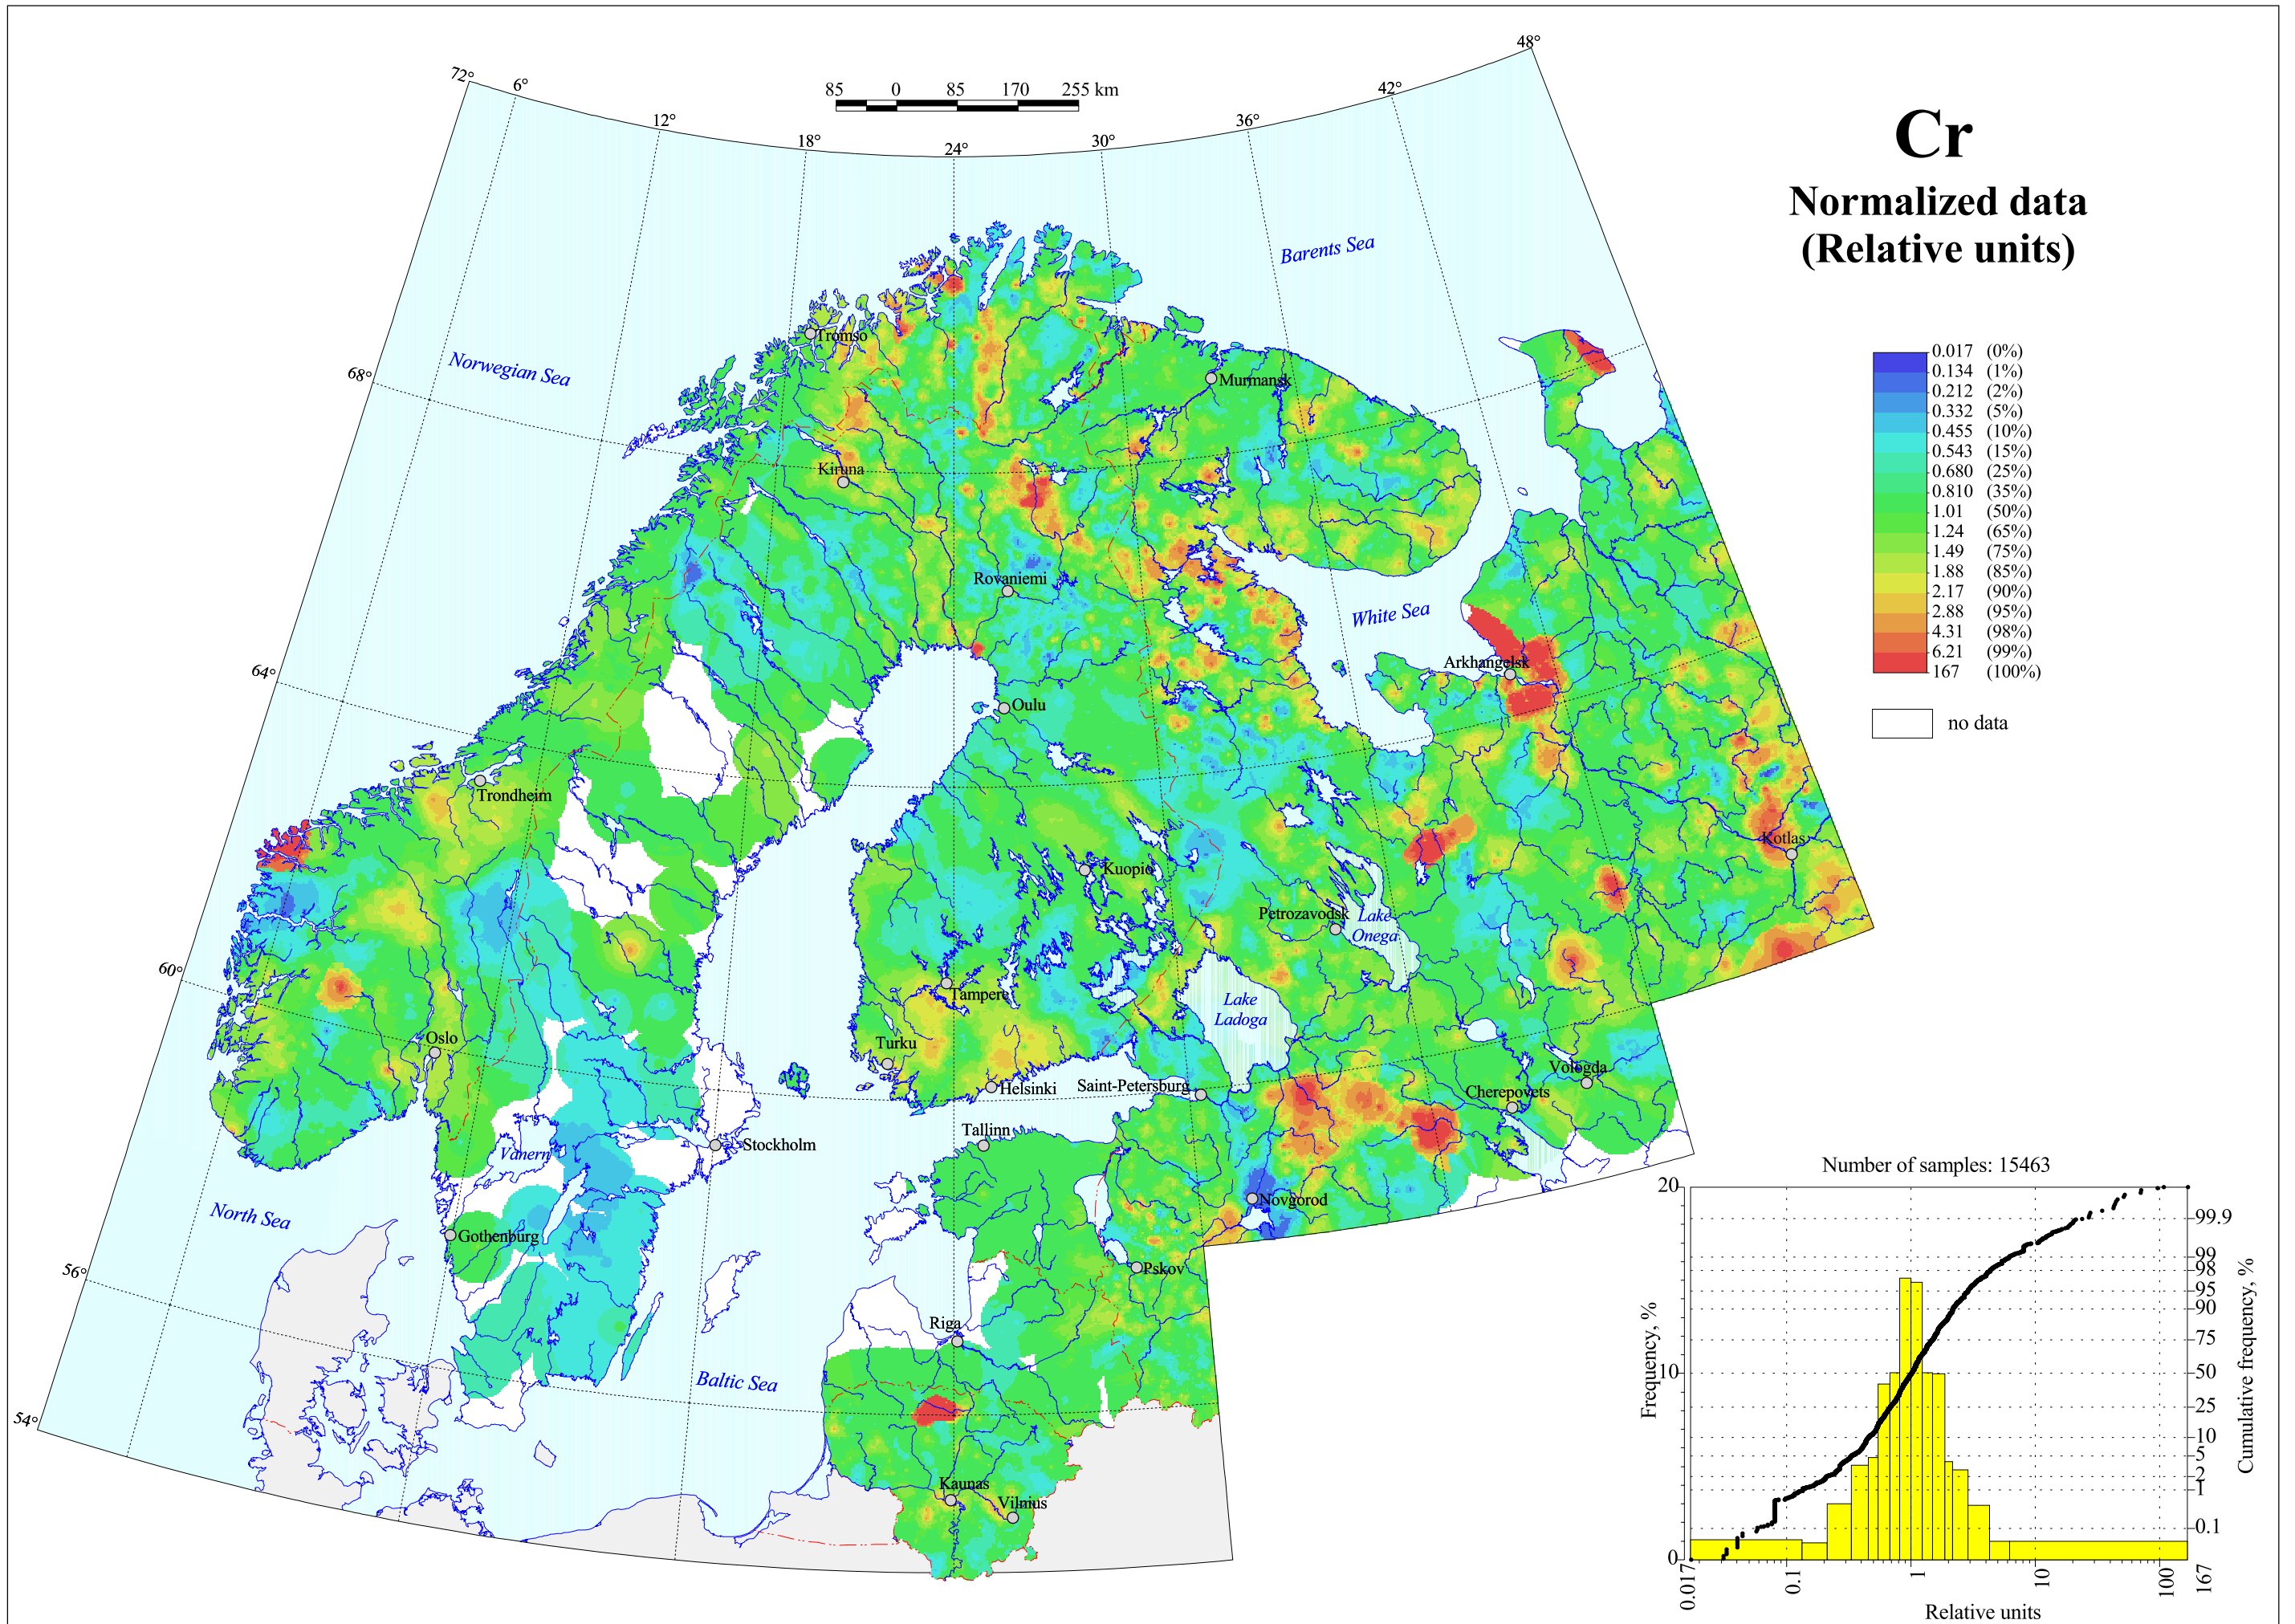 48°
72°
6°
42°
85 0 85 170 255 km
12°
36°
18°
30°
24°
Cr
Normalized data
(Relative units)
Barents Sea
Tromso
Norwegian Sea
68°
Murmansk
0.017 (0%)
0.134 (1%)
0.212 (2%)
0.332 (5%)
0.455 (10%)
0.543 (15%)
0.680 (25%)
0.810 (35%)
1.01 (50%)
1.24 (65%)
1.49 (75%)
1.88 (85%)
2.17 (90%)
2.88 (95%)
4.31 (98%)
6.21 (99%)
167 (100%)
no data
Kiruna
Rovaniemi
White Sea
64°
Arkhangelsk
Oulu
Trondheim
Kotlas
Kuopio
Petrozavodsk
Lake
Onega
60°
Tampere
Lake
Ladoga
Oslo
Turku
Vologda
Helsinki
Saint-Petersburg
Cherepovets
Tallinn
Stockholm
Vanern
Novgorod
North Sea
Gothenburg
Pskov
56°
Riga
Baltic Sea
54°
Kaunas
Vilnius
Number of samples: 15463
20
10
0
Frequency, %
99.9
99
98
95
90
75
50
25
10
5
2
1
0.1
Cumulative frequency, %
0.017
0.1
1
10
100
167
Relative units